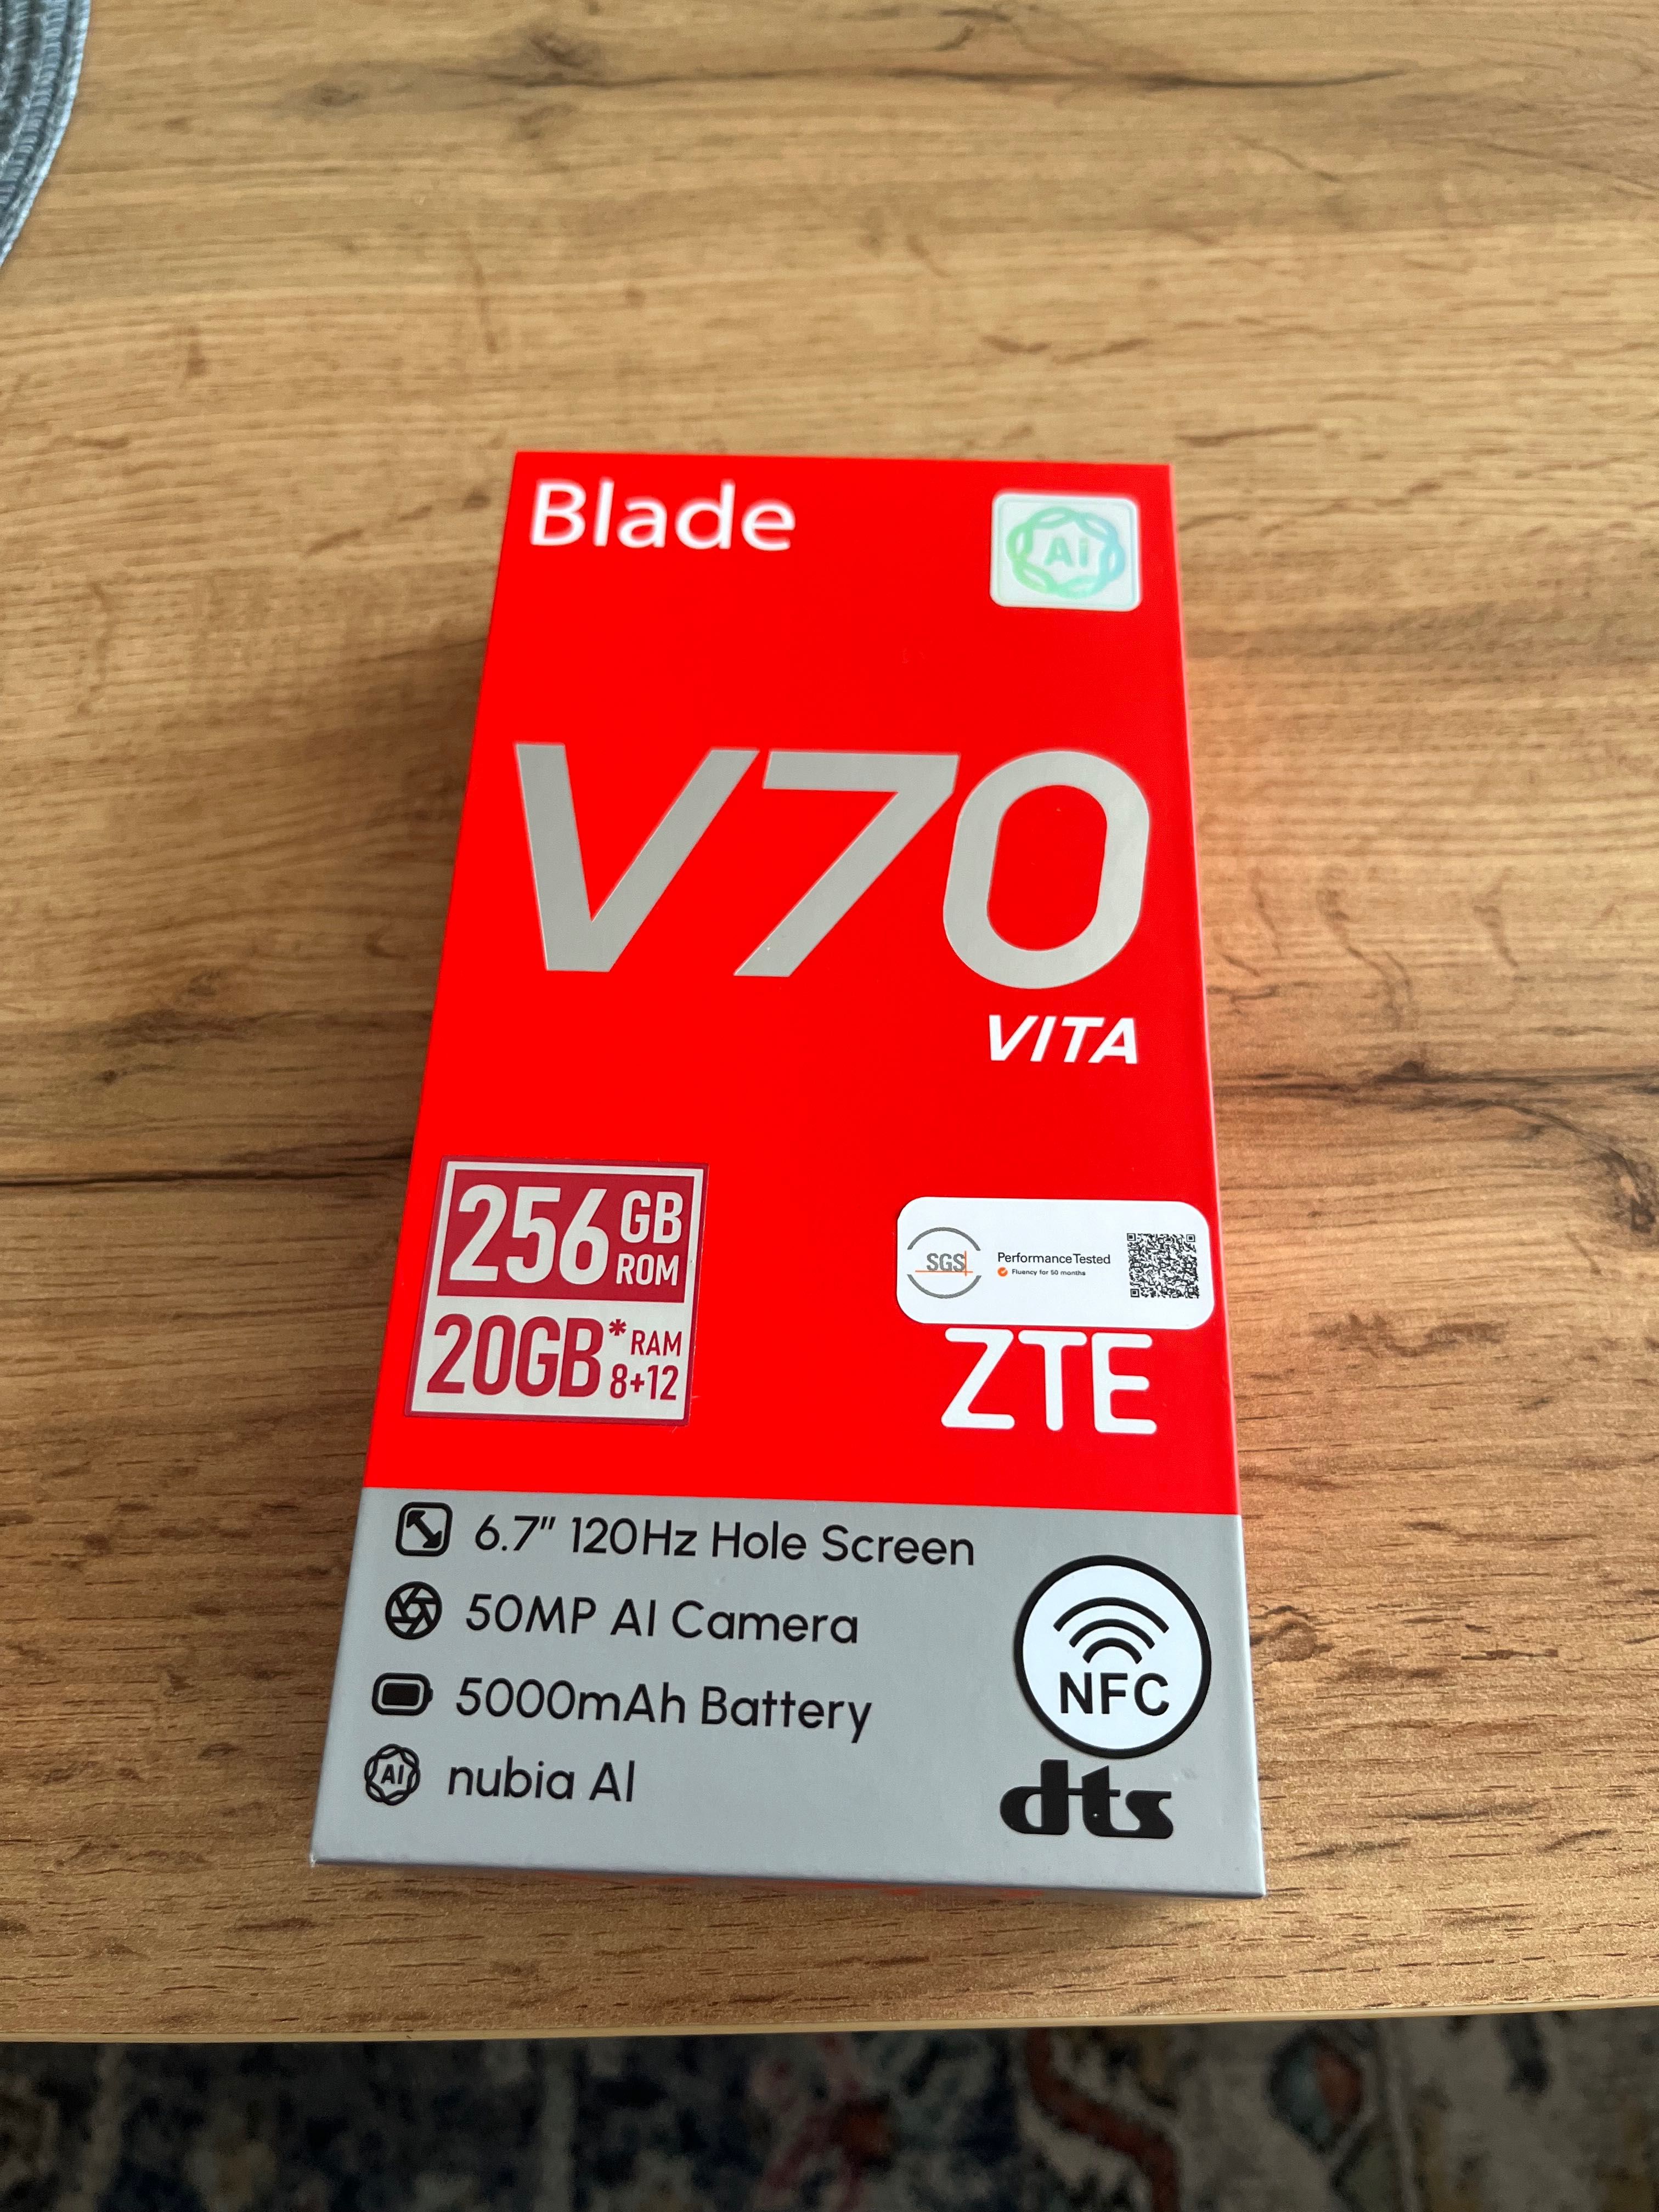 Blade
Ai
V70
VITA
256 GB
ROM
20GB* RAM
8+12
SGS
Performance Tested
Fluency for 50 months
ZTE
6.7" 120Hz Hole Screen
50MP AI Camera
5000mAh Battery
AI nubia AI
NFC
dts